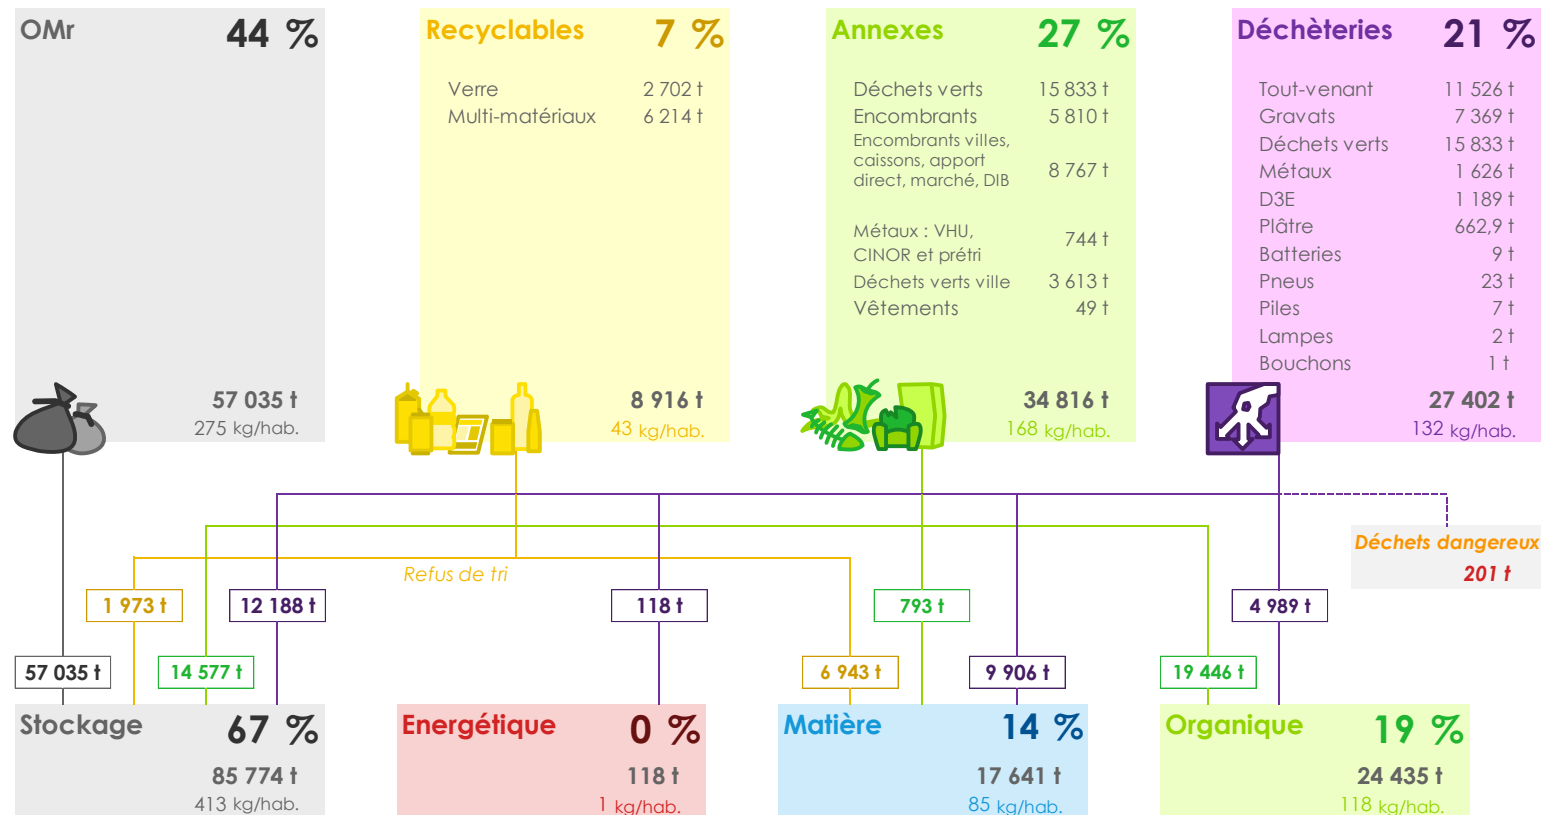 OMr 44 %
57 035 t
275 kg/hab.
Recyclables 7 %
Verre 2 702 t
Multi-matériaux 6 214 t
8 916 t
43 kg/hab.
Annexes 27 %
Déchets verts 15 833 t
Encombrants 5 810 t
Encombrants villes,
caissons, apport
direct, marché, DIB 8 767 t
Métaux : VHU,
CINOR et prétri 744 t
Déchets verts ville 3 613 t
Vêtements 49 t
34 816 t
168 kg/hab.
Déchèteries 21 %
Tout-venant 11 526 t
Gravats 7 369 t
Déchets verts 15 833 t
Métaux 1 626 t
D3E 1 189 t
Plâtre 662,9 t
Batteries 9 t
Pneus 23 t
Piles 7 t
Lampes 2 t
Bouchons 1 t
27 402 t
132 kg/hab.
Déchets dangereux
201 t
Refus de tri
1 973 t
12 188 t
118 t
793 t
4 989 t
57 035 t
14 577 t
6 943 t
9 906 t
19 446 t
Stockage 67 %
85 774 t
413 kg/hab.
Energétique 0 %
118 t
1 kg/hab.
Matière 14 %
17 641 t
85 kg/hab.
Organique 19 %
24 435 t
118 kg/hab.